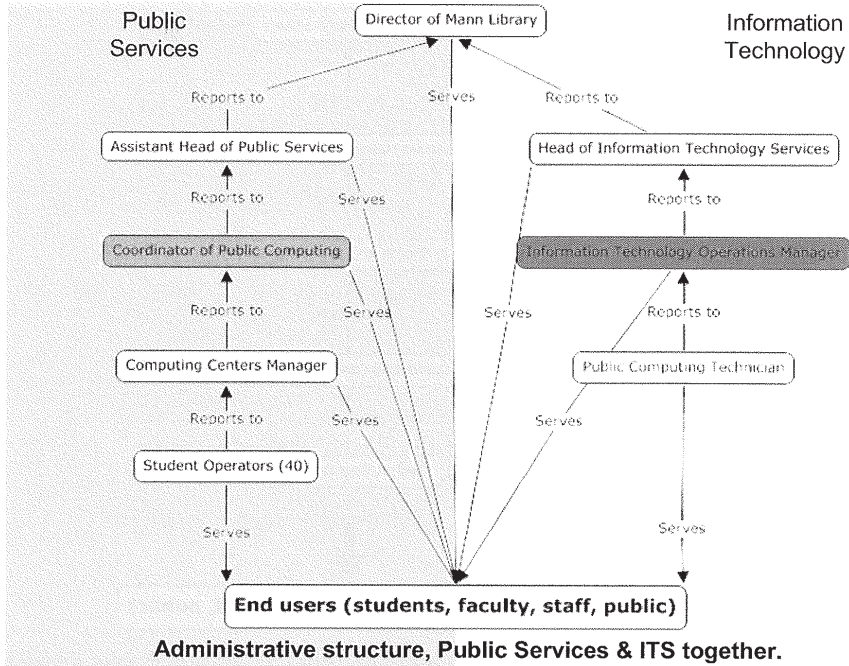 Public
Services
Director of Mann Library
Information
Technology
Reports to
Serves
Reports to
Assistant Head of Public Services
Head of Information Technology Services
Reports to
Serves
Reports to
Coordinator of Public Computing
Information Technology Operations Manager
Reports to
Serves
Serves
Reports to
Computing Centers Manager
Public Computing Technician
Reports to
Serves
Serves
Student Operators (40)
Serves
Serves
End users (students, faculty, staff, public)
Administrative structure, Public Services & ITS together.